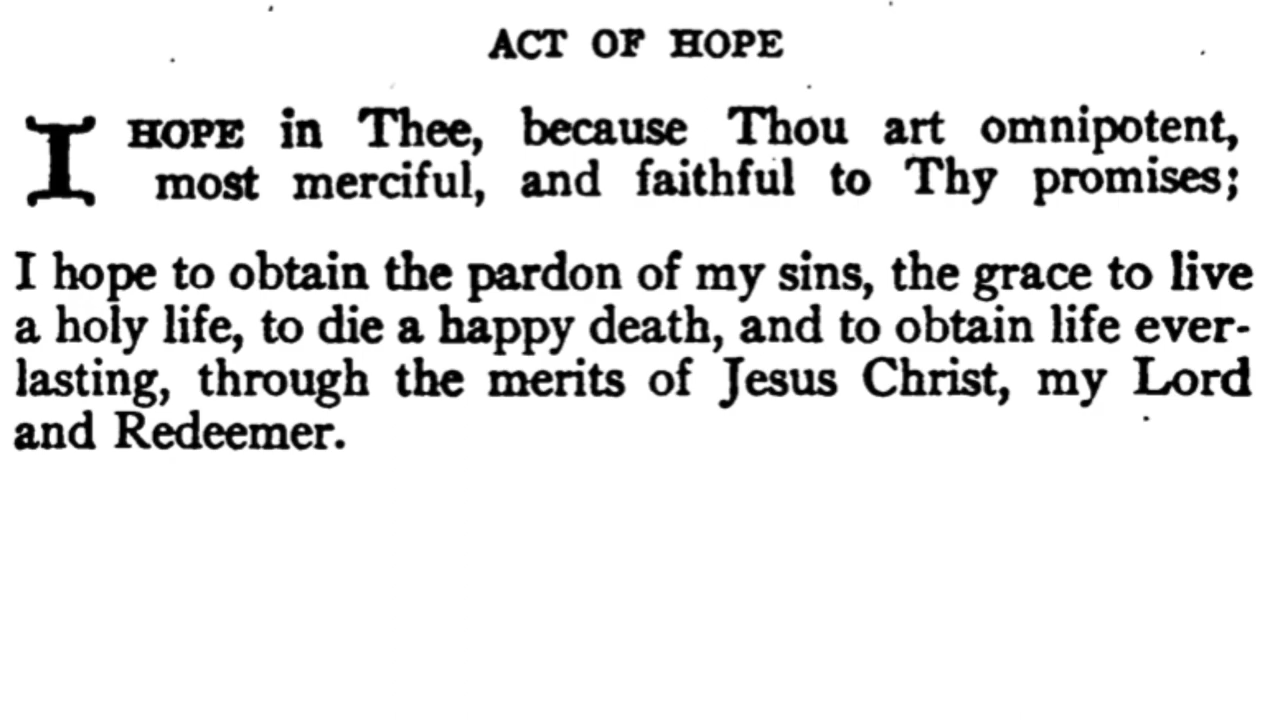 ACT OF HOPE
I HOPE in Thee, because Thou art omnipotent,
most merciful, and faithful to Thy promises;
I hope to obtain the pardon of my sins, the grace to live
a holy life, to die a happy death, and to obtain life ever-
lasting, through the merits of Jesus Christ, my Lord
and Redeemer.